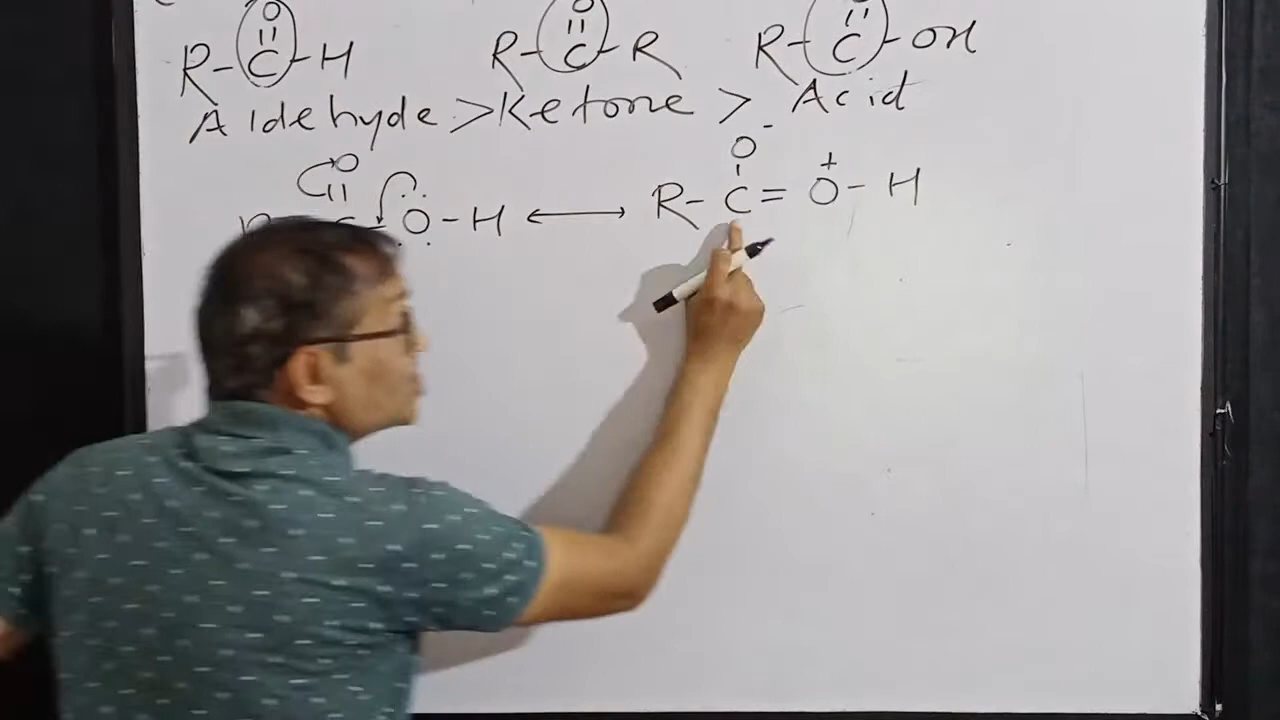 O O O
|| || ||
R-C-H R-C-R R-C-OH
Aldehyde > Ketone > Acid
O O⁻
|| |
C-O-H ⟷ R-C=O⁺-H